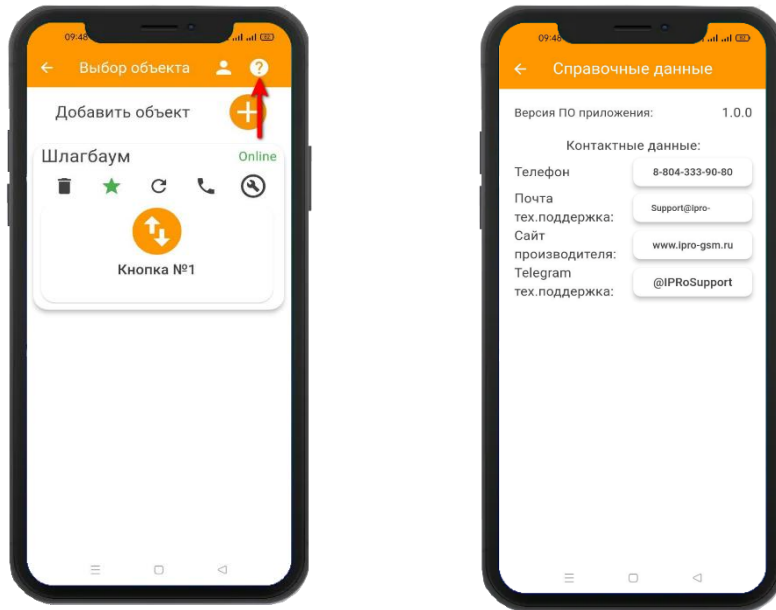 09:48
Выбор объекта
Добавить объект
Шлагбаум
Online
Кнопка №1
09:48
Справочные данные
Версия ПО приложения: 1.0.0
Контактные данные:
Телефон 8-804-333-90-80
Почта
тех.поддержка: Support@ipro-
Сайт
производителя: www.ipro-gsm.ru
Telegram
тех.поддержка: @IPRoSupport